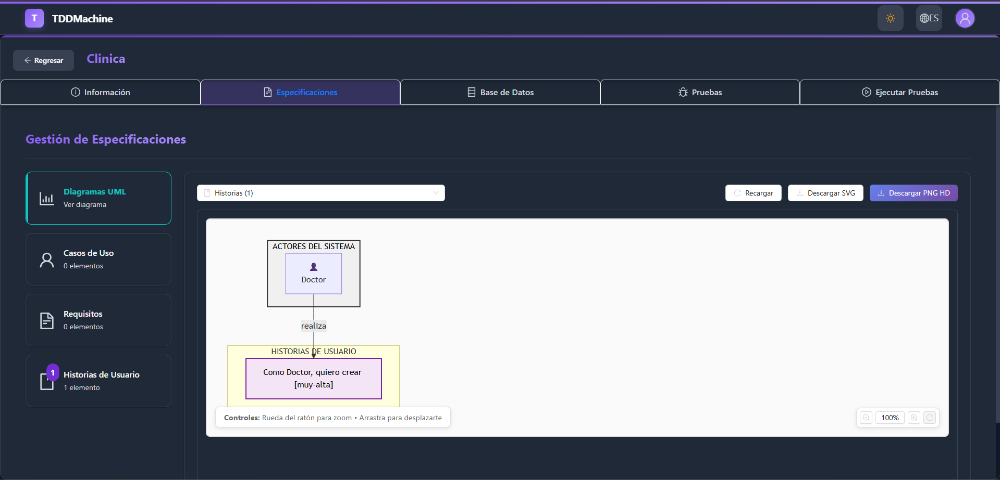 T
TDDMachine
ES
Regresar
Clinica
Información
Especificaciones
Base de Datos
Pruebas
Ejecutar Pruebas
Gestión de Especificaciones
Diagramas UML
Ver diagrama
Casos de Uso
0 elementos
Requisitos
0 elementos
1
Historias de Usuario
1 elemento
Historias (1)
Recargar
Descargar SVG
Descargar PNG HD
ACTORES DEL SISTEMA
Doctor
realiza
HISTORIAS DE USUARIO
Como Doctor, quiero crear
[muy-alta]
Controles: Rueda del ratón para zoom • Arrastra para desplazarte
100%